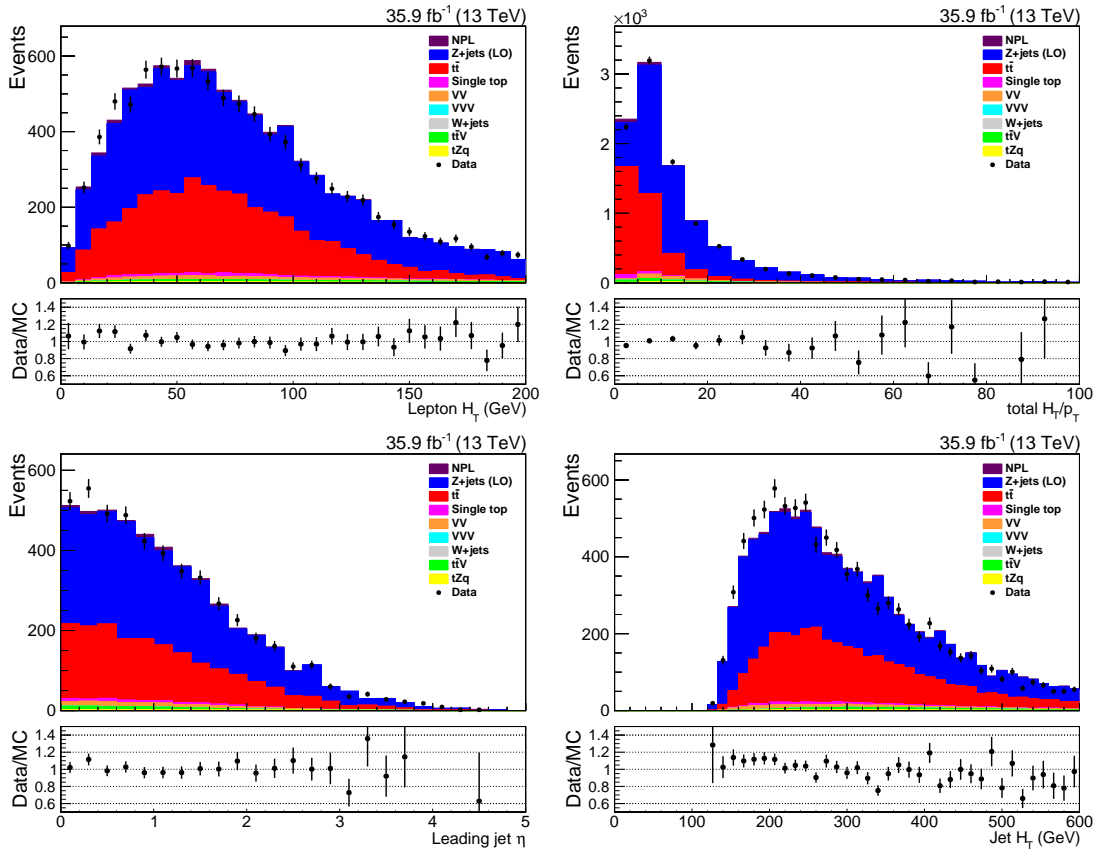 35.9 fb⁻¹ (13 TeV)
Events
600
400
200
0
NPL
Z+jets (LO)
tt̄
Single top
VV
VVV
W+jets
tt̄V
tZq
Data
Data/MC
1.4
1.2
1
0.8
0.6
0 50 100 150 200
Lepton H_T (GeV)
×10³
35.9 fb⁻¹ (13 TeV)
Events
3
2
1
0
NPL
Z+jets (LO)
tt̄
Single top
VV
VVV
W+jets
tt̄V
tZq
Data
Data/MC
1.4
1.2
1
0.8
0.6
0 20 40 60 80 100
total H_T/p_T
35.9 fb⁻¹ (13 TeV)
Events
600
400
200
0
NPL
Z+jets (LO)
tt̄
Single top
VV
VVV
W+jets
tt̄V
tZq
Data
Data/MC
1.4
1.2
1
0.8
0.6
0 1 2 3 4 5
Leading jet η
35.9 fb⁻¹ (13 TeV)
Events
600
400
200
0
NPL
Z+jets (LO)
tt̄
Single top
VV
VVV
W+jets
tt̄V
tZq
Data
Data/MC
1.4
1.2
1
0.8
0.6
0 100 200 300 400 500 600
Jet H_T (GeV)